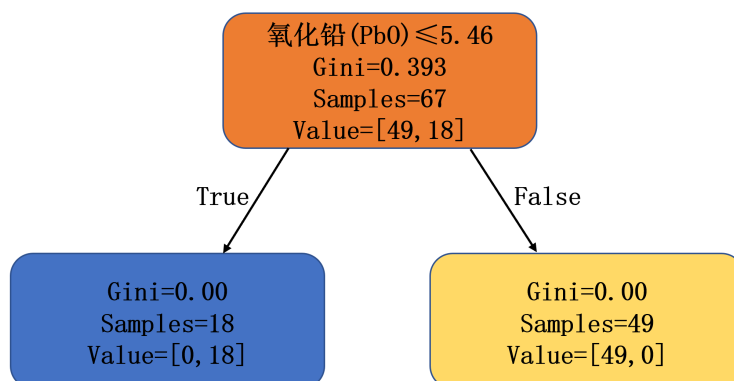 氧化铅(PbO)≤5.46
Gini=0.393
Samples=67
Value=[49,18]
True
False
Gini=0.00
Samples=18
Value=[0,18]
Gini=0.00
Samples=49
Value=[49,0]